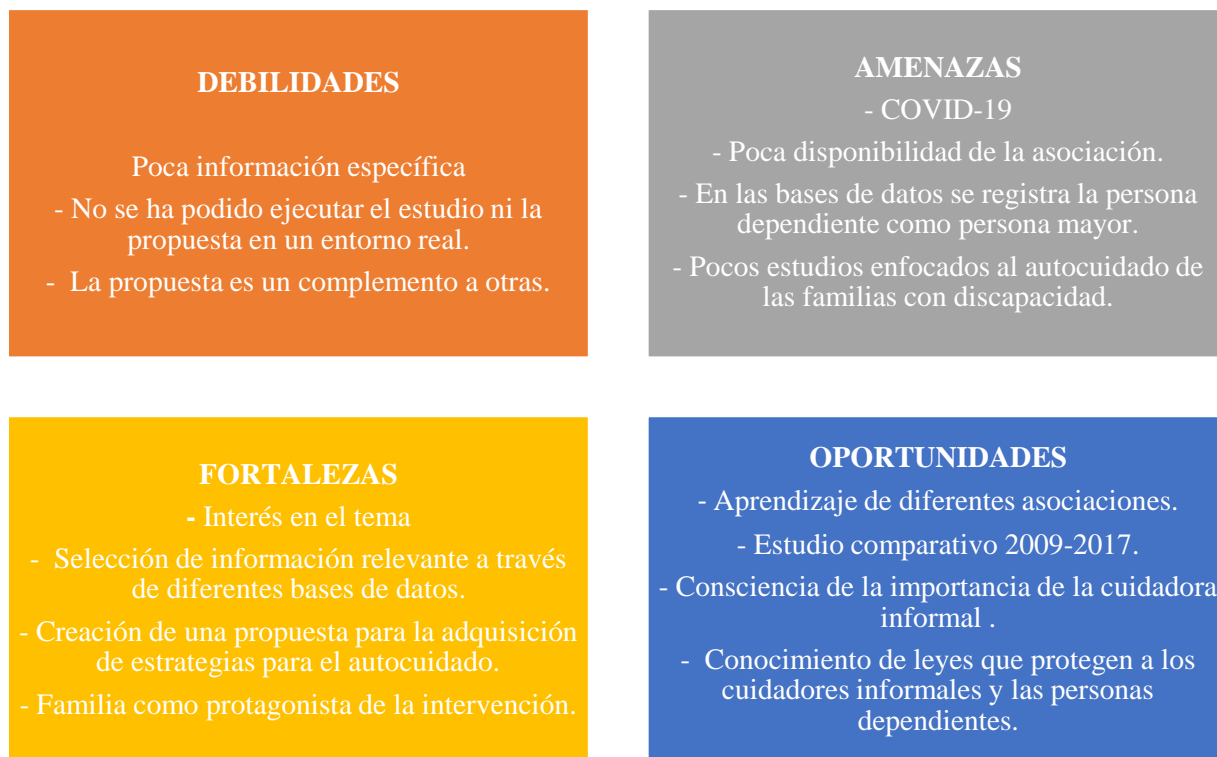 DEBILIDADES
Poca información específica
- No se ha podido ejecutar el estudio ni la
propuesta en un entorno real.
- La propuesta es un complemento a otras.
AMENAZAS
- COVID-19
- Poca disponibilidad de la asociación.
- En las bases de datos se registra la persona
dependiente como persona mayor.
- Pocos estudios enfocados al autocuidado de
las familias con discapacidad.
FORTALEZAS
- Interés en el tema
- Selección de información relevante a través
de diferentes bases de datos.
- Creación de una propuesta para la adquisición
de estrategias para el autocuidado.
- Familia como protagonista de la intervención.
OPORTUNIDADES
- Aprendizaje de diferentes asociaciones.
- Estudio comparativo 2009-2017.
- Consciencia de la importancia de la cuidadora
informal .
- Conocimiento de leyes que protegen a los
cuidadores informales y las personas
dependientes.